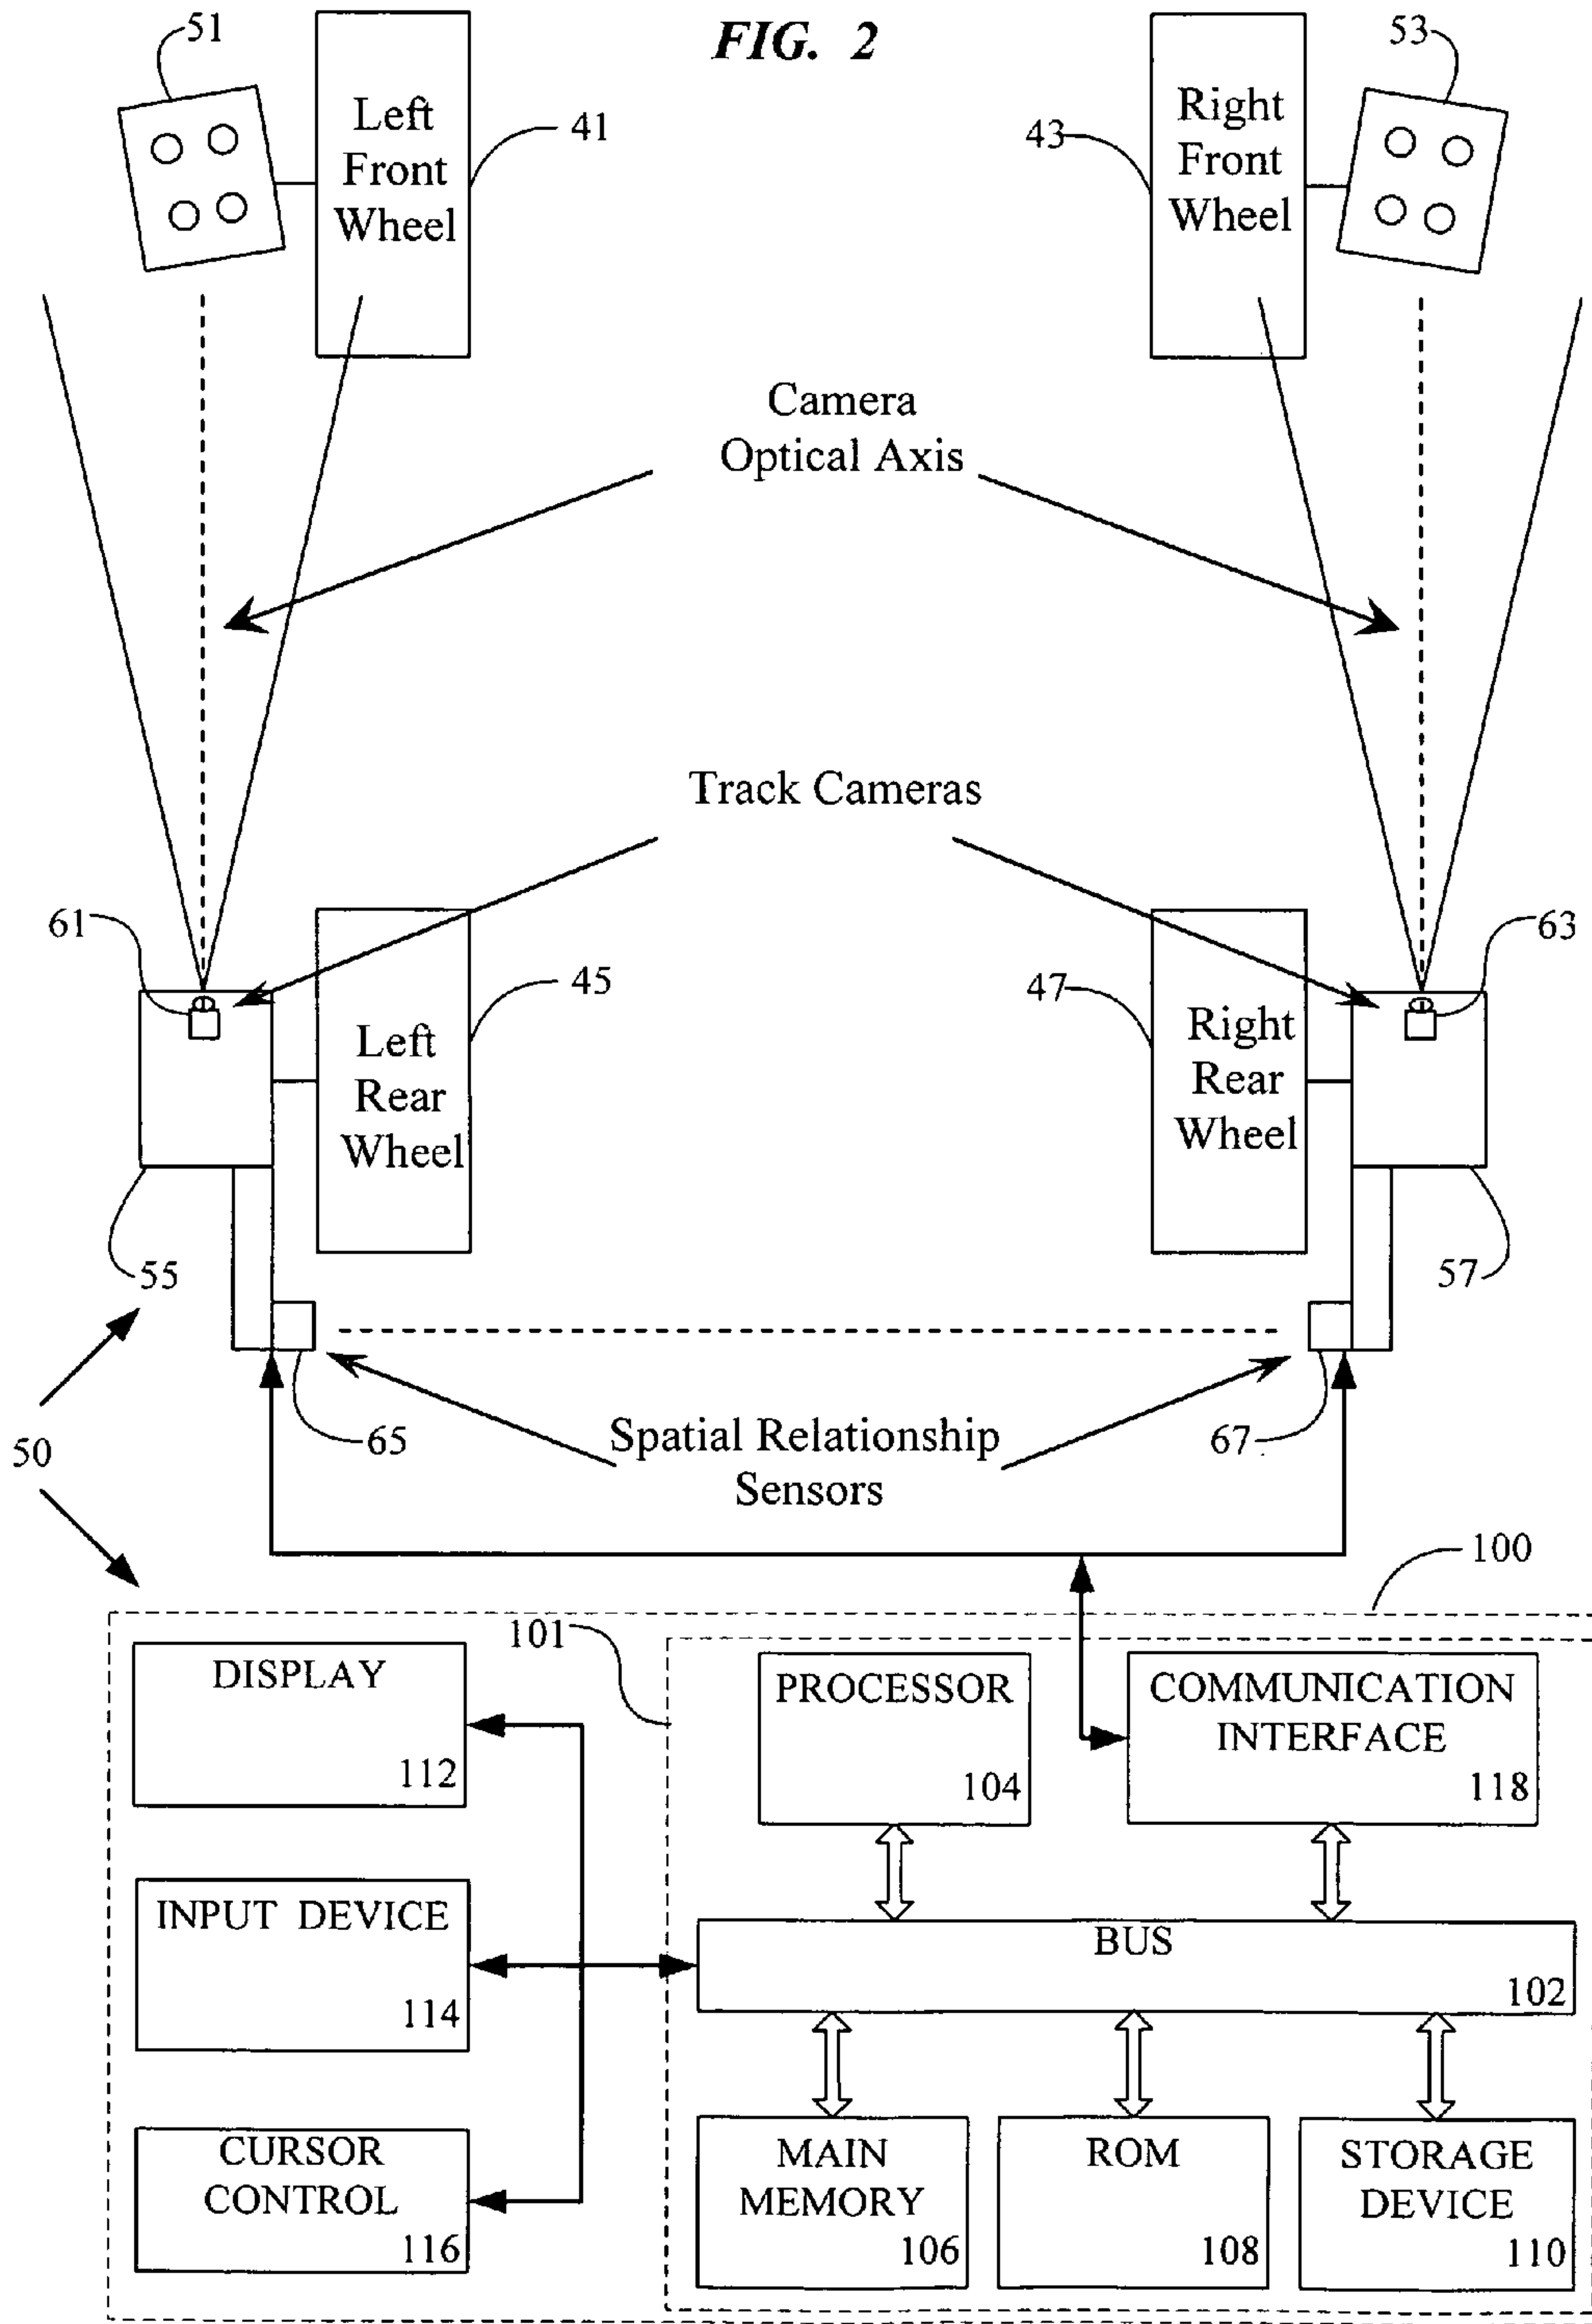 FIG. 2
51
53
Left
Front
Wheel
41
43
Right
Front
Wheel
Camera
Optical Axis
Track Cameras
61
63
45
47
Left
Rear
Wheel
Right
Rear
Wheel
55
57
65
67
Spatial Relationship
Sensors
50
100
101
DISPLAY
112
PROCESSOR
104
COMMUNICATION
INTERFACE
118
INPUT DEVICE
114
BUS
102
CURSOR
CONTROL
116
MAIN
MEMORY
106
ROM
108
STORAGE
DEVICE
110